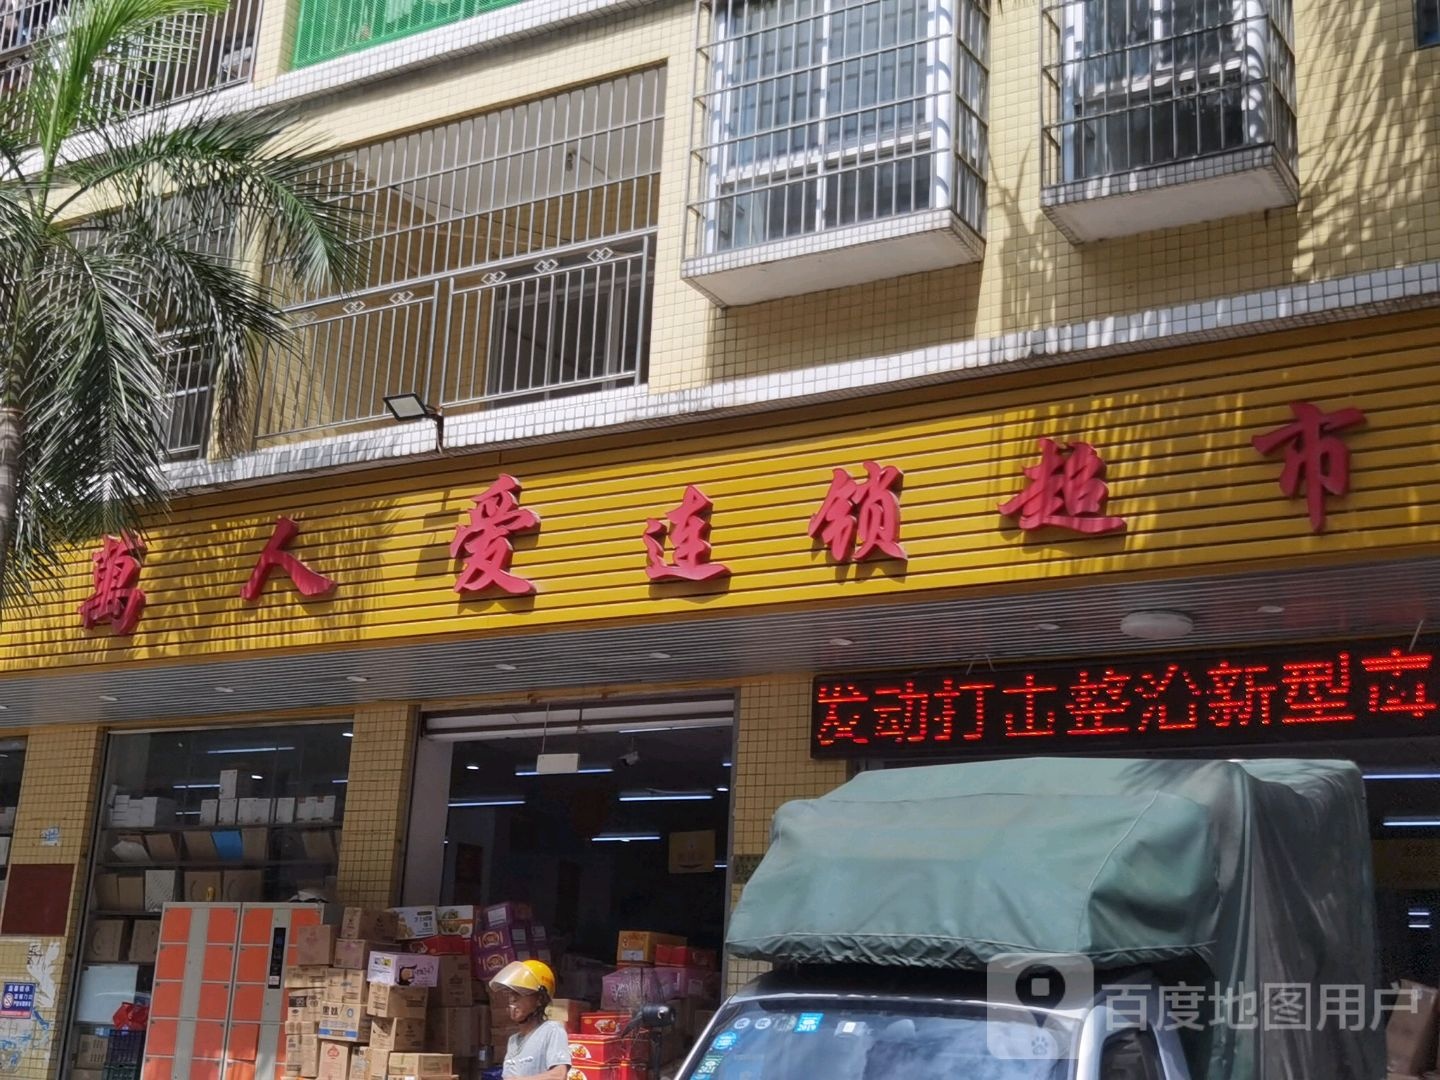 萬人爱连锁超市
发动打击整治新型毒
百度地图用户